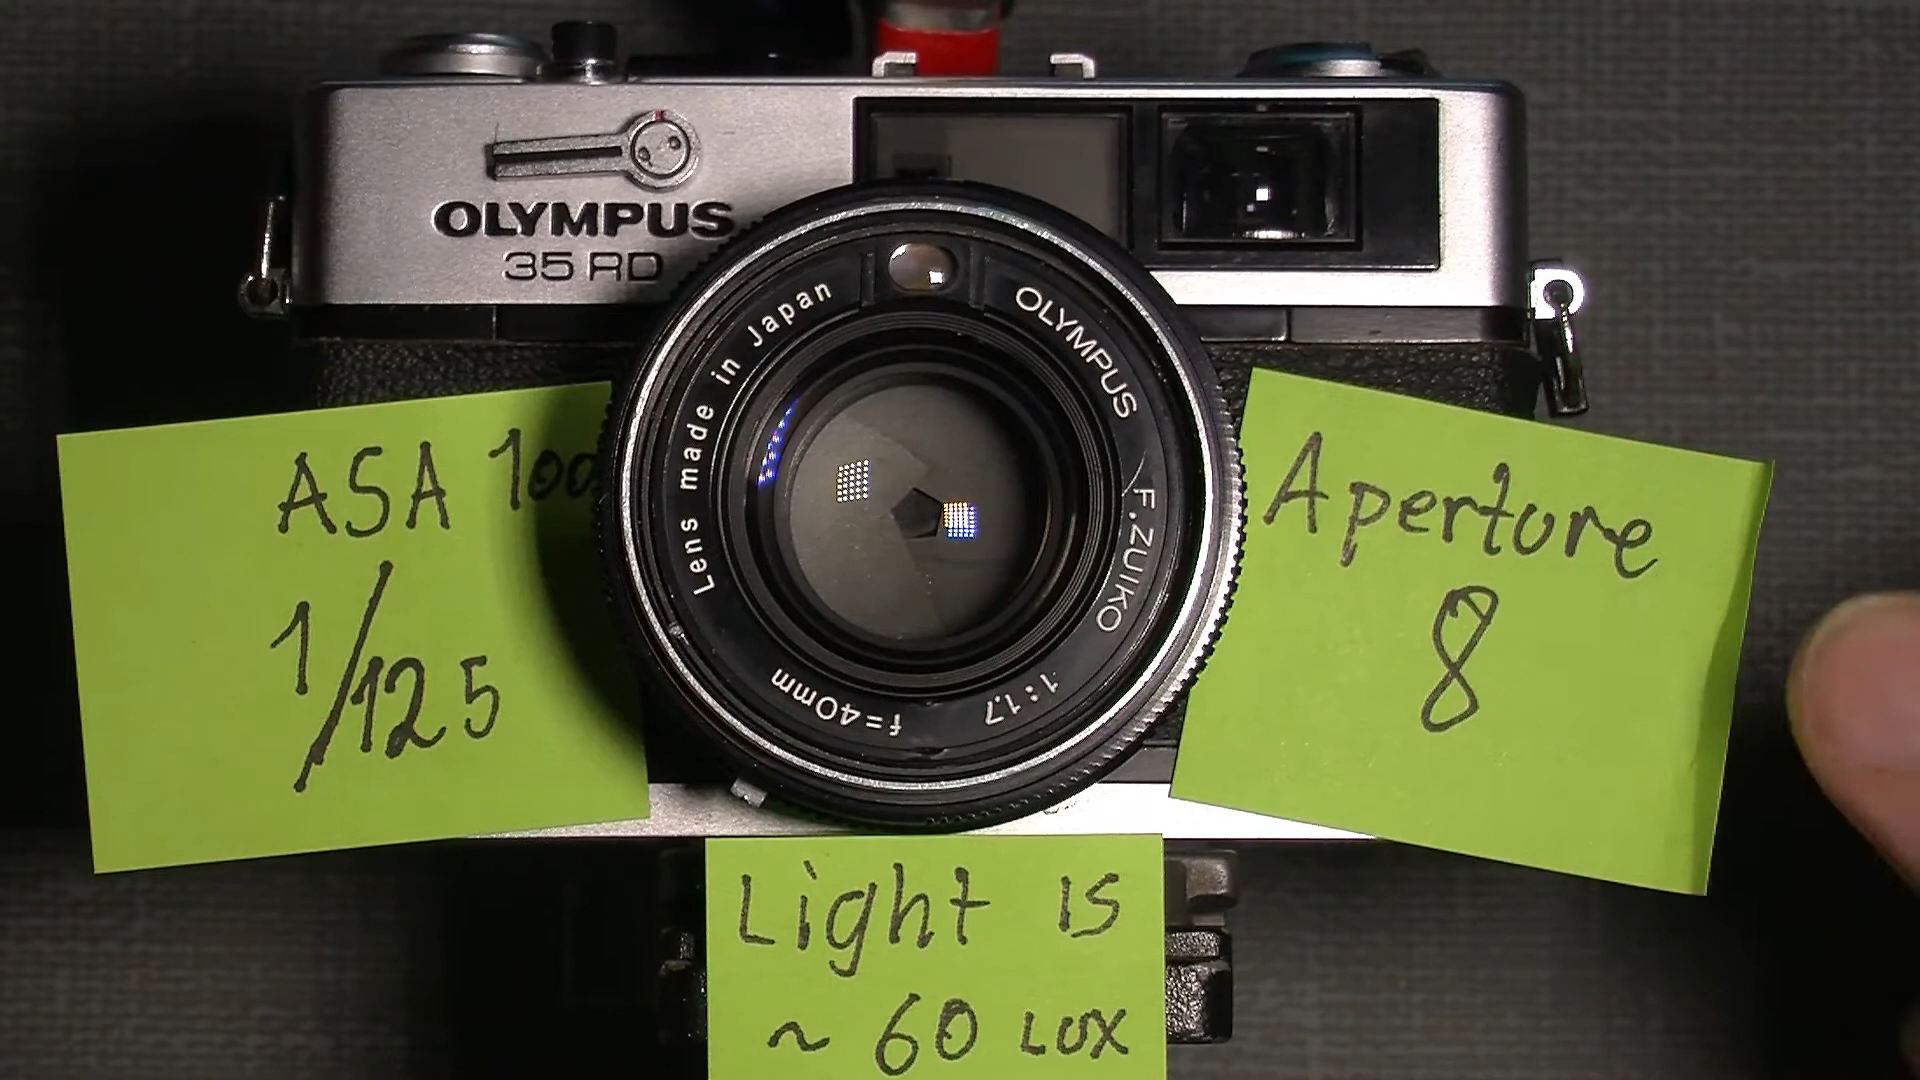 OLYMPUS
35 RD
Lens made in Japan
OLYMPUS F.ZUIKO 1:1.7 f=40mm
ASA 100
1/125
Aperture
8
Light is
~ 60 Lux